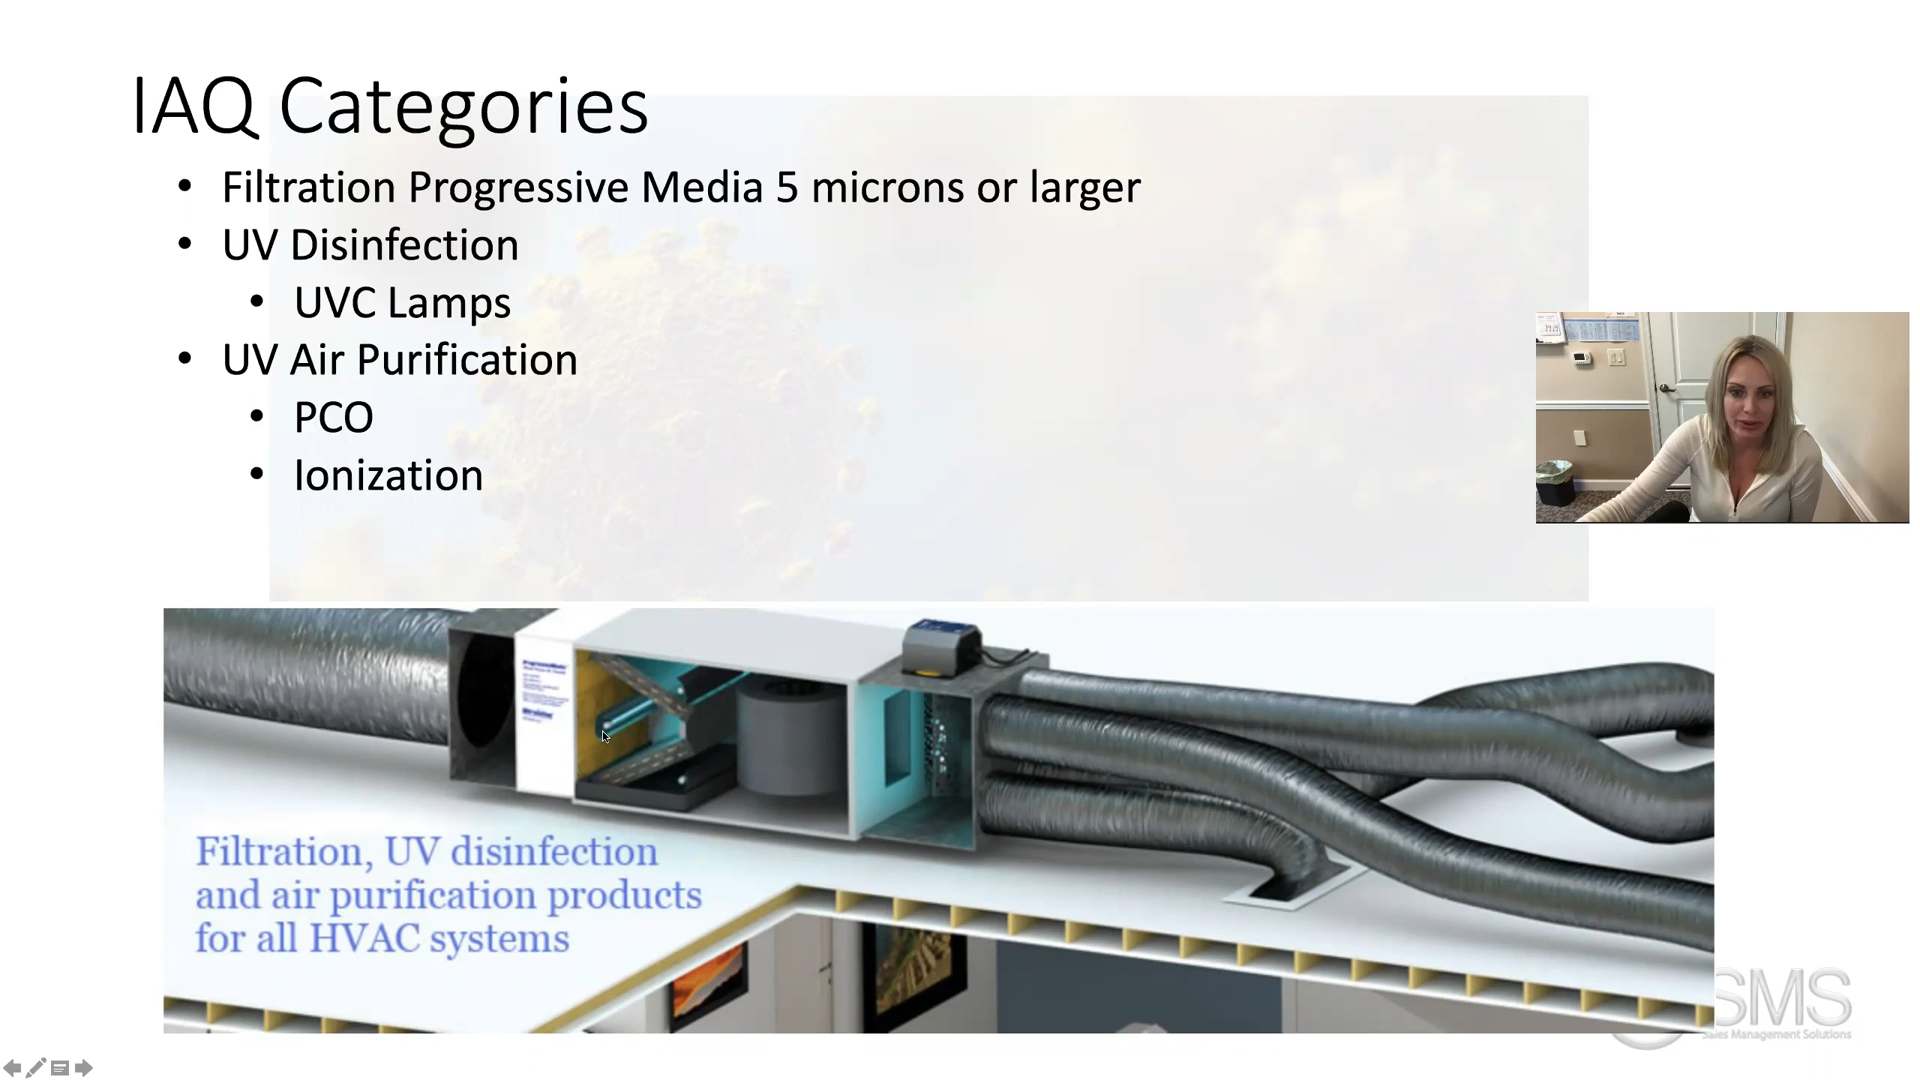 IAQ Categories
• Filtration Progressive Media 5 microns or larger
• UV Disinfection
• UVC Lamps
• UV Air Purification
• PCO
• Ionization
Filtration, UV disinfection
and air purification products
for all HVAC systems
SMS
Sales Management Solutions